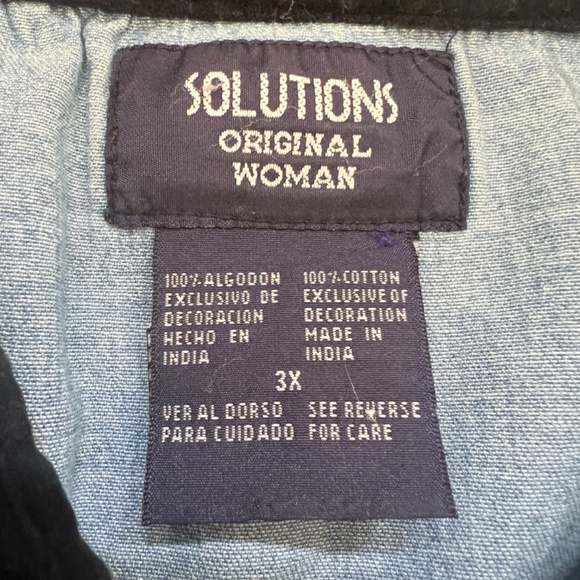 SOLUTIONS
ORIGINAL
WOMAN
100% ALGODON
EXCLUSIVO DE
DECORACION
HECHO EN
INDIA
100% COTTON
EXCLUSIVE OF
DECORATION
MADE IN
INDIA
3X
VER AL DORSO
PARA CUIDADO
SEE REVERSE
FOR CARE